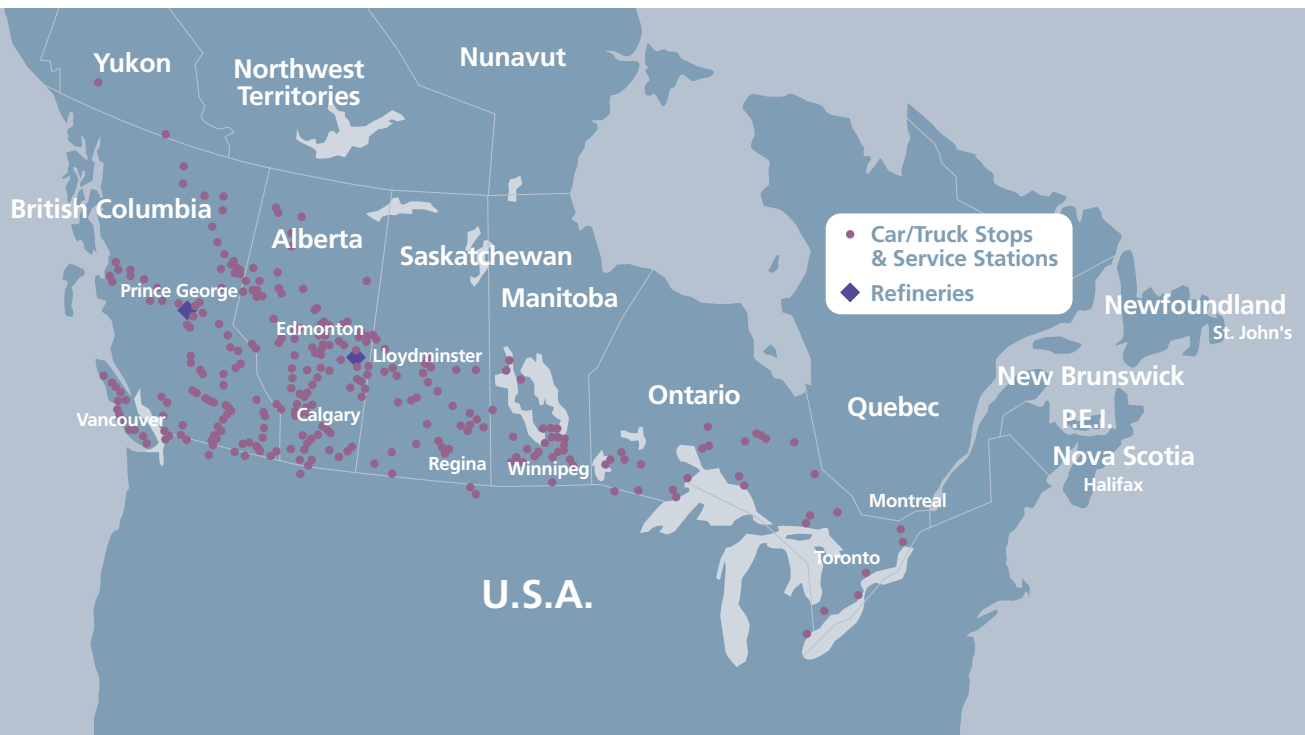 Yukon
Northwest
Territories
Nunavut
British Columbia
Alberta
Saskatchewan
Manitoba
Car/Truck Stops
& Service Stations
Refineries
Prince George
Edmonton
Lloydminster
Newfoundland
St. John's
New Brunswick
Ontario
Quebec
P.E.I.
Vancouver
Calgary
Regina
Winnipeg
Nova Scotia
Halifax
Montreal
Toronto
U.S.A.